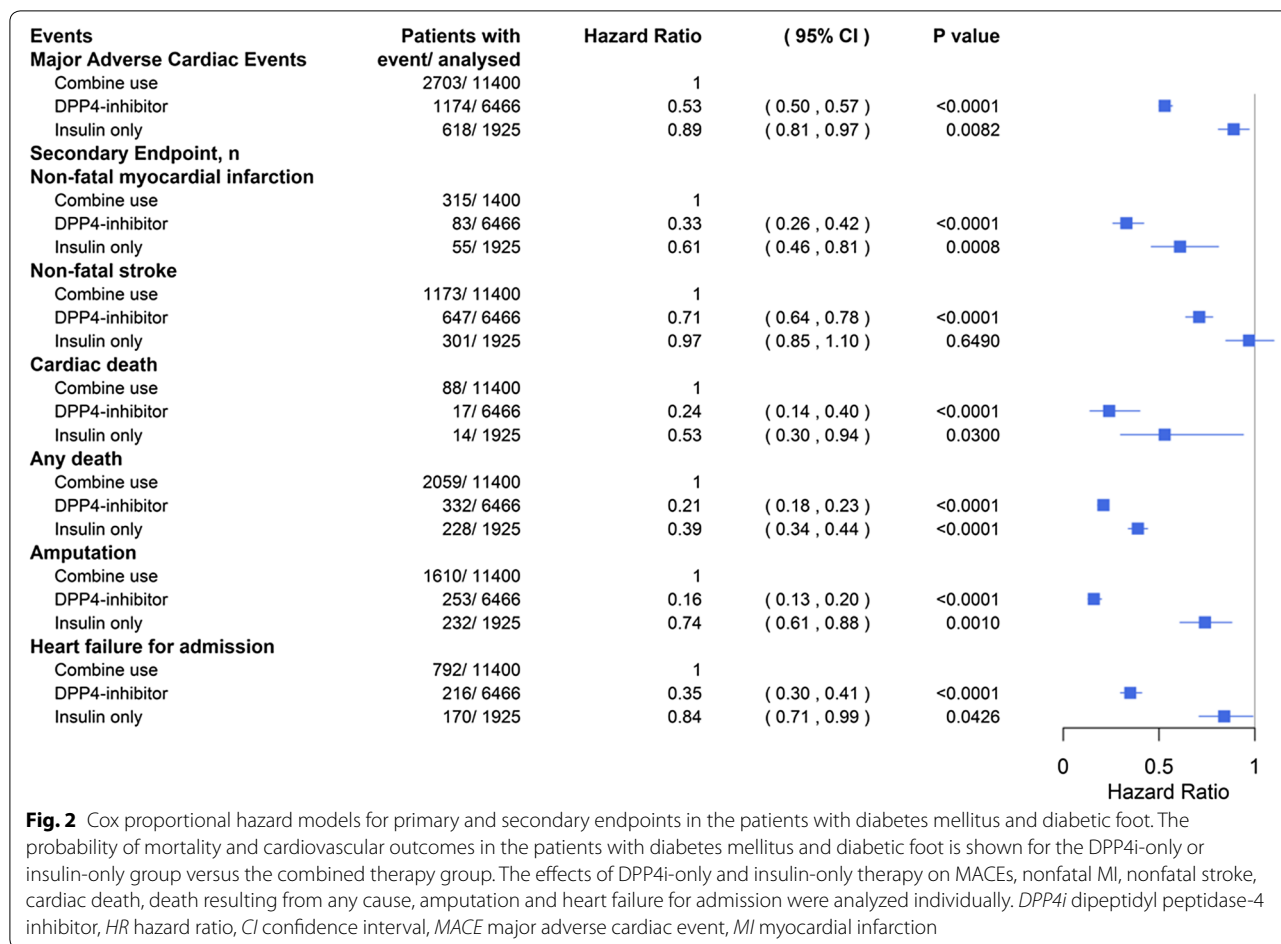 Events Patients with Hazard Ratio ( 95% CI ) P value
Major Adverse Cardiac Events event/ analysed
Combine use 2703/ 11400 1
DPP4-inhibitor 1174/ 6466 0.53 ( 0.50 , 0.57 ) <0.0001
Insulin only 618/ 1925 0.89 ( 0.81 , 0.97 ) 0.0082
Secondary Endpoint, n
Non-fatal myocardial infarction
Combine use 315/ 1400 1
DPP4-inhibitor 83/ 6466 0.33 ( 0.26 , 0.42 ) <0.0001
Insulin only 55/ 1925 0.61 ( 0.46 , 0.81 ) 0.0008
Non-fatal stroke
Combine use 1173/ 11400 1
DPP4-inhibitor 647/ 6466 0.71 ( 0.64 , 0.78 ) <0.0001
Insulin only 301/ 1925 0.97 ( 0.85 , 1.10 ) 0.6490
Cardiac death
Combine use 88/ 11400 1
DPP4-inhibitor 17/ 6466 0.24 ( 0.14 , 0.40 ) <0.0001
Insulin only 14/ 1925 0.53 ( 0.30 , 0.94 ) 0.0300
Any death
Combine use 2059/ 11400 1
DPP4-inhibitor 332/ 6466 0.21 ( 0.18 , 0.23 ) <0.0001
Insulin only 228/ 1925 0.39 ( 0.34 , 0.44 ) <0.0001
Amputation
Combine use 1610/ 11400 1
DPP4-inhibitor 253/ 6466 0.16 ( 0.13 , 0.20 ) <0.0001
Insulin only 232/ 1925 0.74 ( 0.61 , 0.88 ) 0.0010
Heart failure for admission
Combine use 792/ 11400 1
DPP4-inhibitor 216/ 6466 0.35 ( 0.30 , 0.41 ) <0.0001
Insulin only 170/ 1925 0.84 ( 0.71 , 0.99 ) 0.0426
0 0.5 1
Hazard Ratio
Fig. 2 Cox proportional hazard models for primary and secondary endpoints in the patients with diabetes mellitus and diabetic foot. The
probability of mortality and cardiovascular outcomes in the patients with diabetes mellitus and diabetic foot is shown for the DPP4i-only or
insulin-only group versus the combined therapy group. The effects of DPP4i-only and insulin-only therapy on MACEs, nonfatal MI, nonfatal stroke,
cardiac death, death resulting from any cause, amputation and heart failure for admission were analyzed individually. DPP4i dipeptidyl peptidase-4
inhibitor, HR hazard ratio, CI confidence interval, MACE major adverse cardiac event, MI myocardial infarction